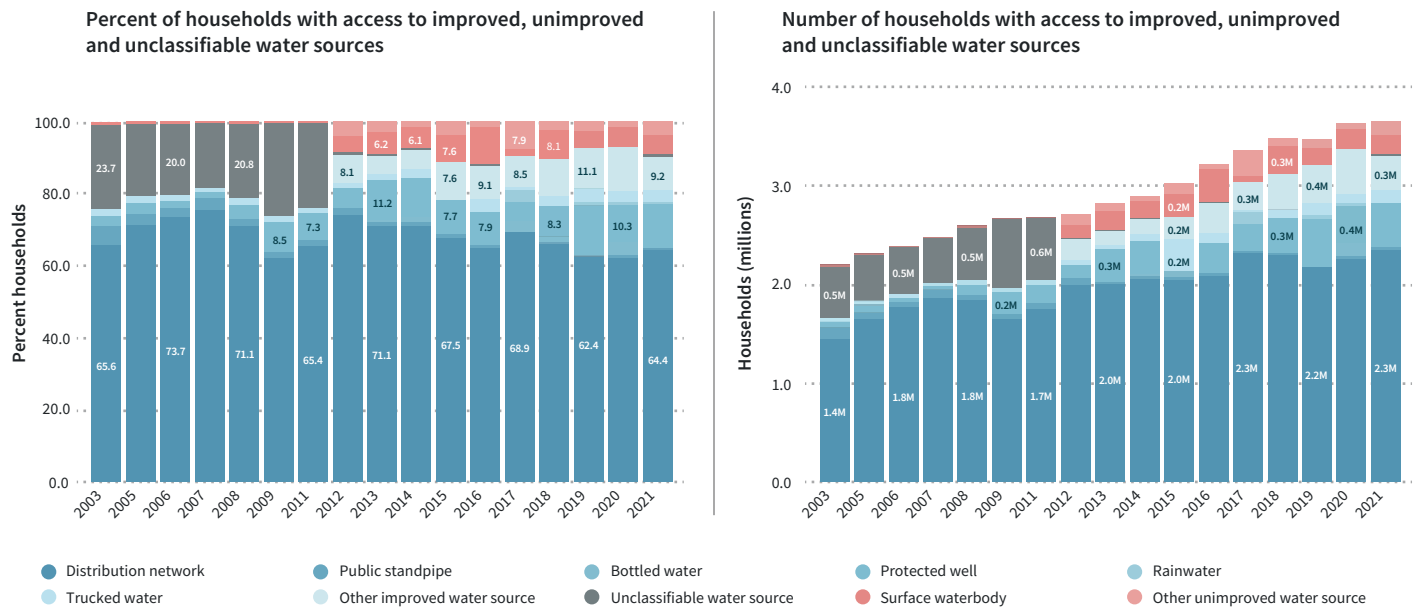 Percent of households with access to improved, unimproved
and unclassifiable water sources
Percent households
100.0
80.0
60.0
40.0
20.0
0.0
23.7
20.0
20.8
8.5
7.3
8.1
6.2
11.2
6.1
7.6
7.6
7.7
9.1
7.9
7.9
8.5
8.1
8.3
11.1
10.3
9.2
65.6
73.7
71.1
65.4
71.1
67.5
68.9
62.4
64.4
2003
2005
2006
2007
2008
2009
2011
2012
2013
2014
2015
2016
2017
2018
2019
2020
2021
Number of households with access to improved, unimproved
and unclassifiable water sources
Households (millions)
4.0
3.0
2.0
1.0
0.0
0.5M
0.5M
0.5M
0.2M
0.6M
0.3M
0.2M
0.2M
0.2M
0.3M
0.3M
0.3M
0.4M
0.4M
0.3M
1.4M
1.8M
1.8M
1.7M
2.0M
2.0M
2.3M
2.2M
2.3M
2003
2005
2006
2007
2008
2009
2011
2012
2013
2014
2015
2016
2017
2018
2019
2020
2021
Distribution network
Public standpipe
Bottled water
Protected well
Rainwater
Trucked water
Other improved water source
Unclassifiable water source
Surface waterbody
Other unimproved water source